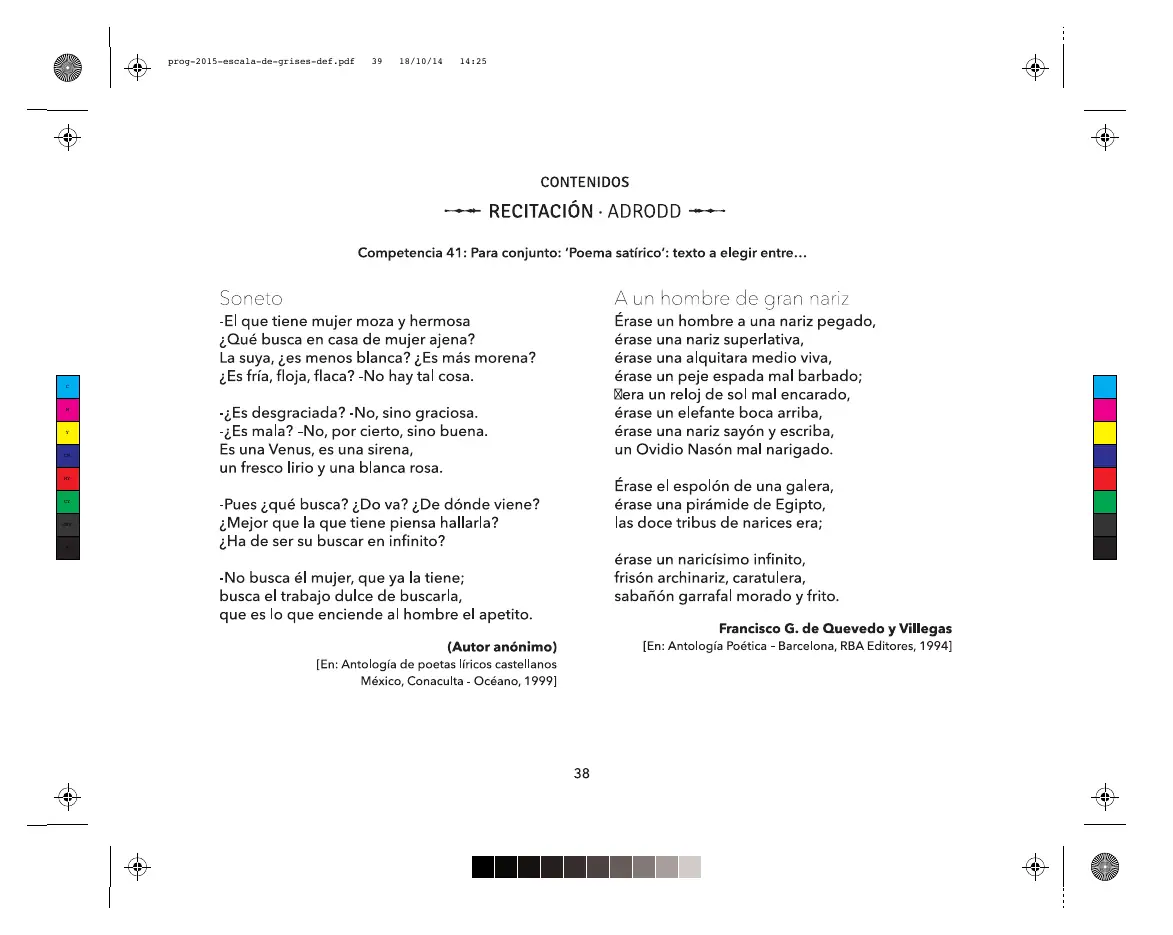 prog-2015-escala-de-grises-def.pdf 39 18/10/14 14:25
CONTENIDOS
RECITACIÓN · ADRODD
Competencia 41: Para conjunto: ‘Poema satírico‘: texto a elegir entre…
Soneto
-El que tiene mujer moza y hermosa
¿Qué busca en casa de mujer ajena?
La suya, ¿es menos blanca? ¿Es más morena?
¿Es fría, floja, flaca? -No hay tal cosa.
-¿Es desgraciada? -No, sino graciosa.
-¿Es mala? –No, por cierto, sino buena.
Es una Venus, es una sirena,
un fresco lirio y una blanca rosa.
-Pues ¿qué busca? ¿Do va? ¿De dónde viene?
¿Mejor que la que tiene piensa hallarla?
¿Ha de ser su buscar en infinito?
-No busca él mujer, que ya la tiene;
busca el trabajo dulce de buscarla,
que es lo que enciende al hombre el apetito.
(Autor anónimo)
[En: Antología de poetas líricos castellanos
México, Conaculta - Océano, 1999]
A un hombre de gran nariz
Érase un hombre a una nariz pegado,
érase una nariz superlativa,
érase una alquitara medio viva,
érase un peje espada mal barbado;
era un reloj de sol mal encarado,
érase un elefante boca arriba,
érase una nariz sayón y escriba,
un Ovidio Nasón mal narigado.
Érase el espolón de una galera,
érase una pirámide de Egipto,
las doce tribus de narices era;
érase un naricísimo infinito,
frisón archinariz, caratulera,
sabañón garrafal morado y frito.
Francisco G. de Quevedo y Villegas
[En: Antología Poética – Barcelona, RBA Editores, 1994]
38
C
M
Y
CM
MY
CY
CMY